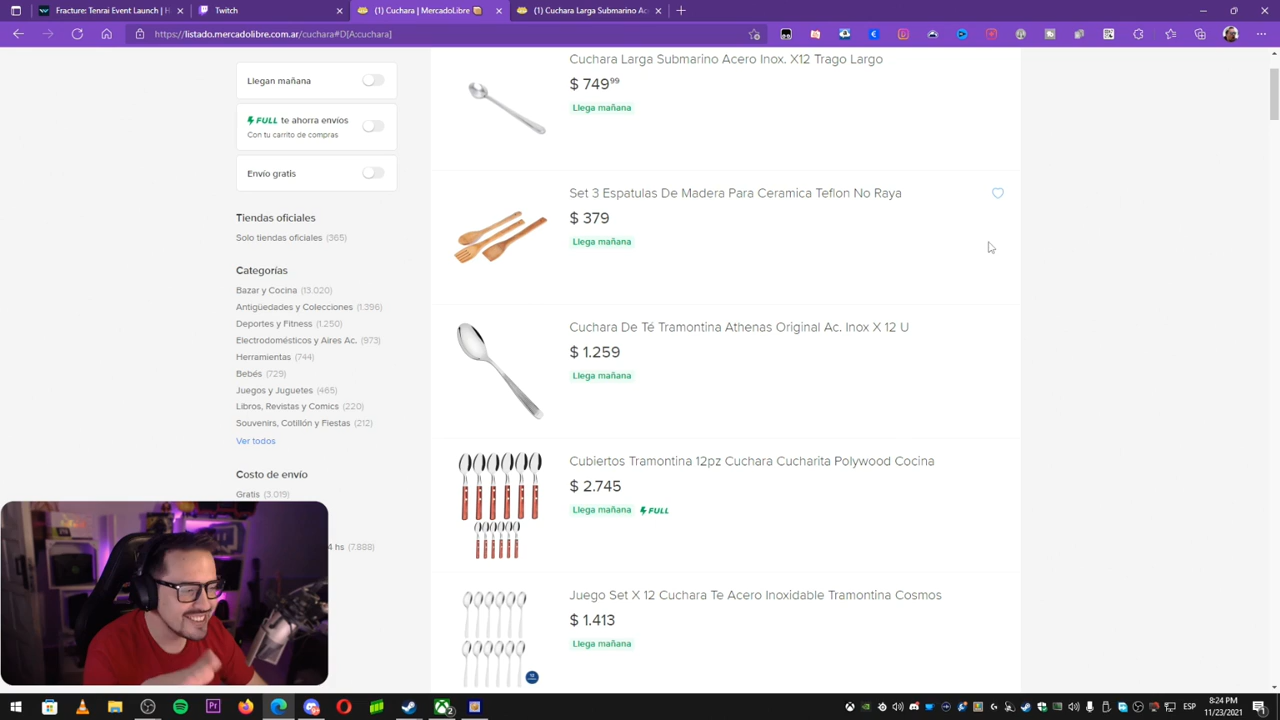 Fracture: Tenrai Event Launch |
Twitch
(1) Cuchara | MercadoLibre
(1) Cuchara Larga Submarino Ac
https://listado.mercadolibre.com.ar/cuchara#D[A:cuchara]
Llegan mañana
FULL te ahorra envíos
Con tu carrito de compras
Envío gratis
Tiendas oficiales
Solo tiendas oficiales (365)
Categorías
Bazar y Cocina (13.020)
Antigüedades y Colecciones (1.396)
Deportes y Fitness (1.250)
Electrodomésticos y Aires Ac. (973)
Herramientas (744)
Bebés (729)
Juegos y Juguetes (465)
Libros, Revistas y Comics (220)
Souvenirs, Cotillón y Fiestas (212)
Ver todos
Costo de envío
Gratis (3.019)
4 hs (7.888)
Cuchara Larga Submarino Acero Inox. X12 Trago Largo
$ 749⁹⁹
Llega mañana
Set 3 Espatulas De Madera Para Ceramica Teflon No Raya
$ 379
Llega mañana
Cuchara De Té Tramontina Athenas Original Ac. Inox X 12 U
$ 1.259
Llega mañana
Cubiertos Tramontina 12pz Cuchara Cucharita Polywood Cocina
$ 2.745
Llega mañana FULL
Juego Set X 12 Cuchara Te Acero Inoxidable Tramontina Cosmos
$ 1.413
Llega mañana
Pr
2
ESP
8:24 PM
11/23/2021